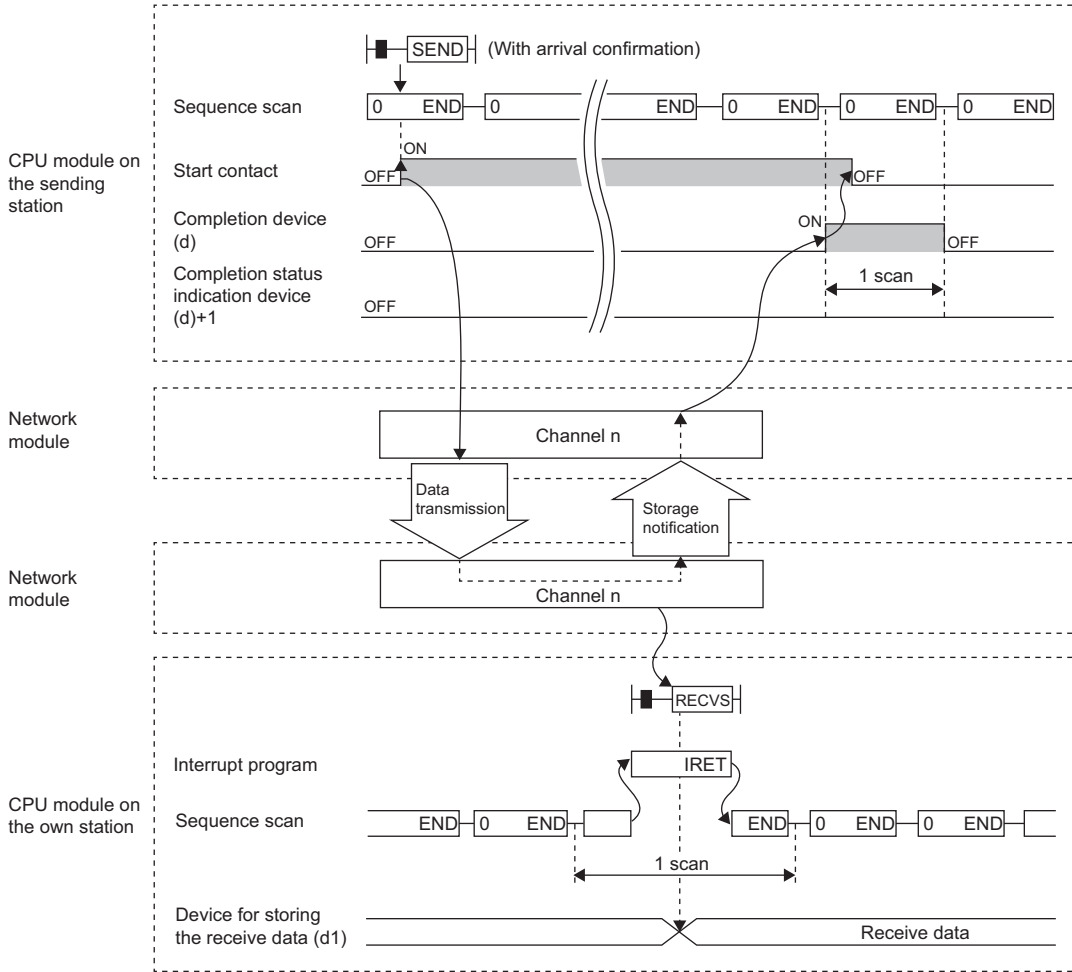 SEND (With arrival confirmation)
Sequence scan
0 END 0 END 0 END 0 END 0 END
CPU module on
the sending
station
ON
Start contact
OFF OFF
Completion device
(d)
ON
OFF OFF
Completion status
indication device
(d)+1
1 scan
OFF
Network
module
Channel n
Data
transmission
Storage
notification
Network
module
Channel n
RECVS
Interrupt program
IRET
CPU module on
the own station
Sequence scan
END 0 END END 0 END 0 END
1 scan
Device for storing
the receive data (d1)
Receive data